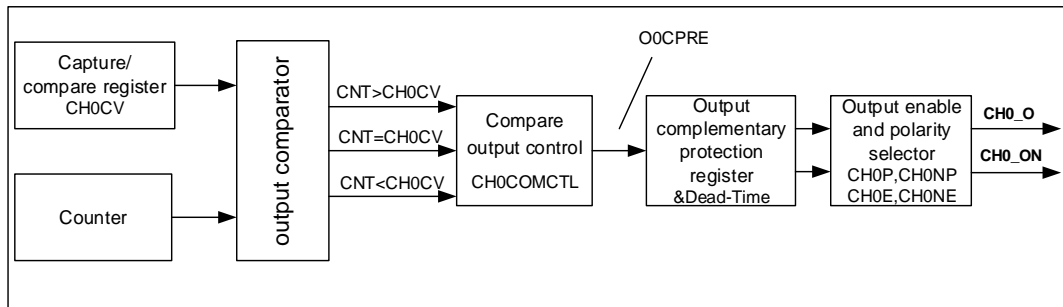 Capture/
compare register
CH0CV
Counter
output comparator
CNT>CH0CV
CNT=CH0CV
CNT<CH0CV
Compare
output control
CH0COMCTL
O0CPRE
Output
complementary
protection
register
&Dead-Time
Output enable
and polarity
selector
CH0P,CH0NP
CH0E,CH0NE
CH0_O
CH0_ON